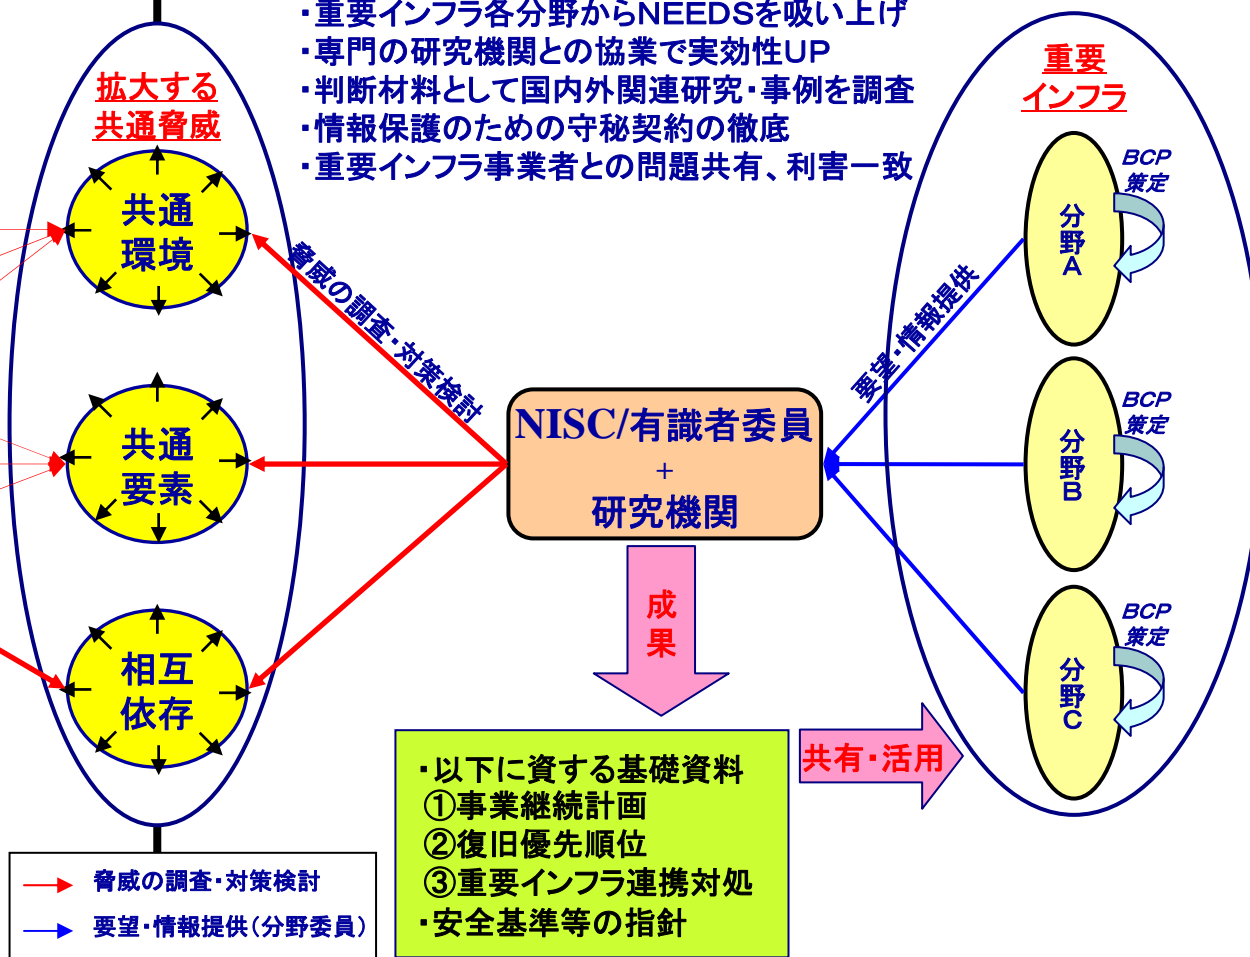 ・重要インフラ各分野からNEEDSを吸い上げ
・専門の研究機関との協業で実効性UP
・判断材料として国内外関連研究・事例を調査
・情報保護のための守秘契約の徹底
・重要インフラ事業者との問題共有、利害一致
拡大する
共通脅威
共通
環境
共通
要素
相互
依存
脅威の調査・対策検討
NISC/有識者委員
+
研究機関
要望・情報提供
重要
インフラ
分野A
BCP
策定
分野B
BCP
策定
分野C
BCP
策定
成果
・以下に資する基礎資料
①事業継続計画
②復旧優先順位
③重要インフラ連携対処
・安全基準等の指針
共有・活用
脅威の調査・対策検討
要望・情報提供(分野委員)